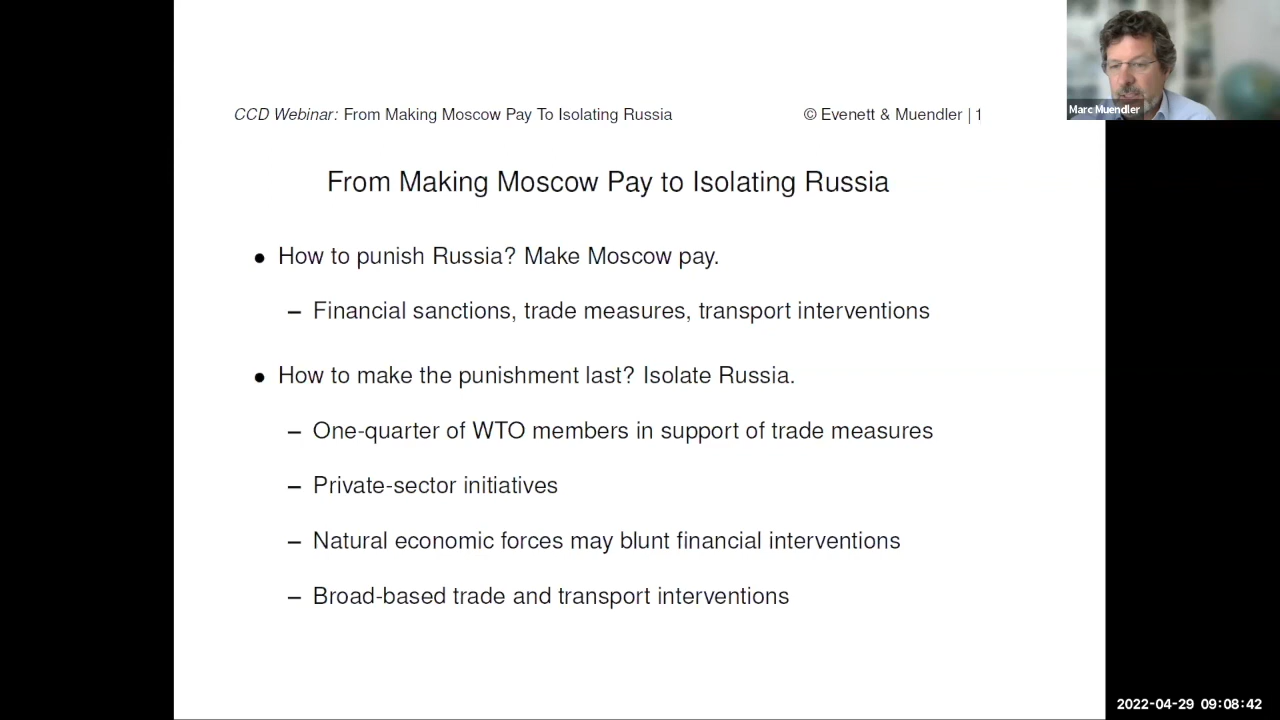 CCD Webinar: From Making Moscow Pay To Isolating Russia
© Evenett & Muendler | 1
Marc Muendler
From Making Moscow Pay to Isolating Russia
• How to punish Russia? Make Moscow pay.
– Financial sanctions, trade measures, transport interventions
• How to make the punishment last? Isolate Russia.
– One-quarter of WTO members in support of trade measures
– Private-sector initiatives
– Natural economic forces may blunt financial interventions
– Broad-based trade and transport interventions
2022-04-29 09:08:42